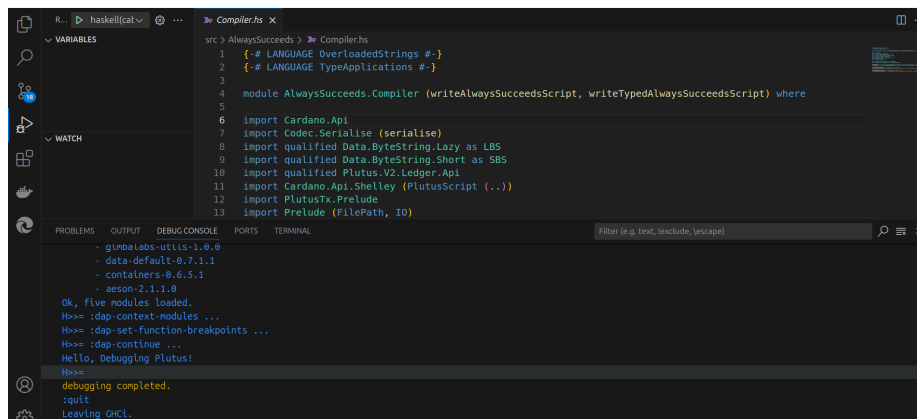 R... haskell(cat ...
Compiler.hs
VARIABLES
src > AlwaysSucceeds > Compiler.hs
1 {-# LANGUAGE OverloadedStrings #-}
2 {-# LANGUAGE TypeApplications #-}
3
4 module AlwaysSucceeds.Compiler (writeAlwaysSucceedsScript, writeTypedAlwaysSucceedsScript) where
5
6 import Cardano.Api
7 import Codec.Serialise (serialise)
8 import qualified Data.ByteString.Lazy as LBS
9 import qualified Data.ByteString.Short as SBS
10 import qualified Plutus.V2.Ledger.Api
11 import Cardano.Api.Shelley (PlutusScript (..))
12 import PlutusTx.Prelude
13 import Prelude (FilePath, IO)
18
WATCH
PROBLEMS OUTPUT DEBUG CONSOLE PORTS TERMINAL
Filter (e.g. text, !exclude, \escape)
- gimbalabs-utils-1.0.0
- data-default-0.7.1.1
- containers-0.6.5.1
- aeson-2.1.1.0
Ok, five modules loaded.
H>>= :dap-context-modules ...
H>>= :dap-set-function-breakpoints ...
H>>= :dap-continue ...
Hello, Debugging Plutus!
H>>=
debugging completed.
:quit
Leaving GHCi.